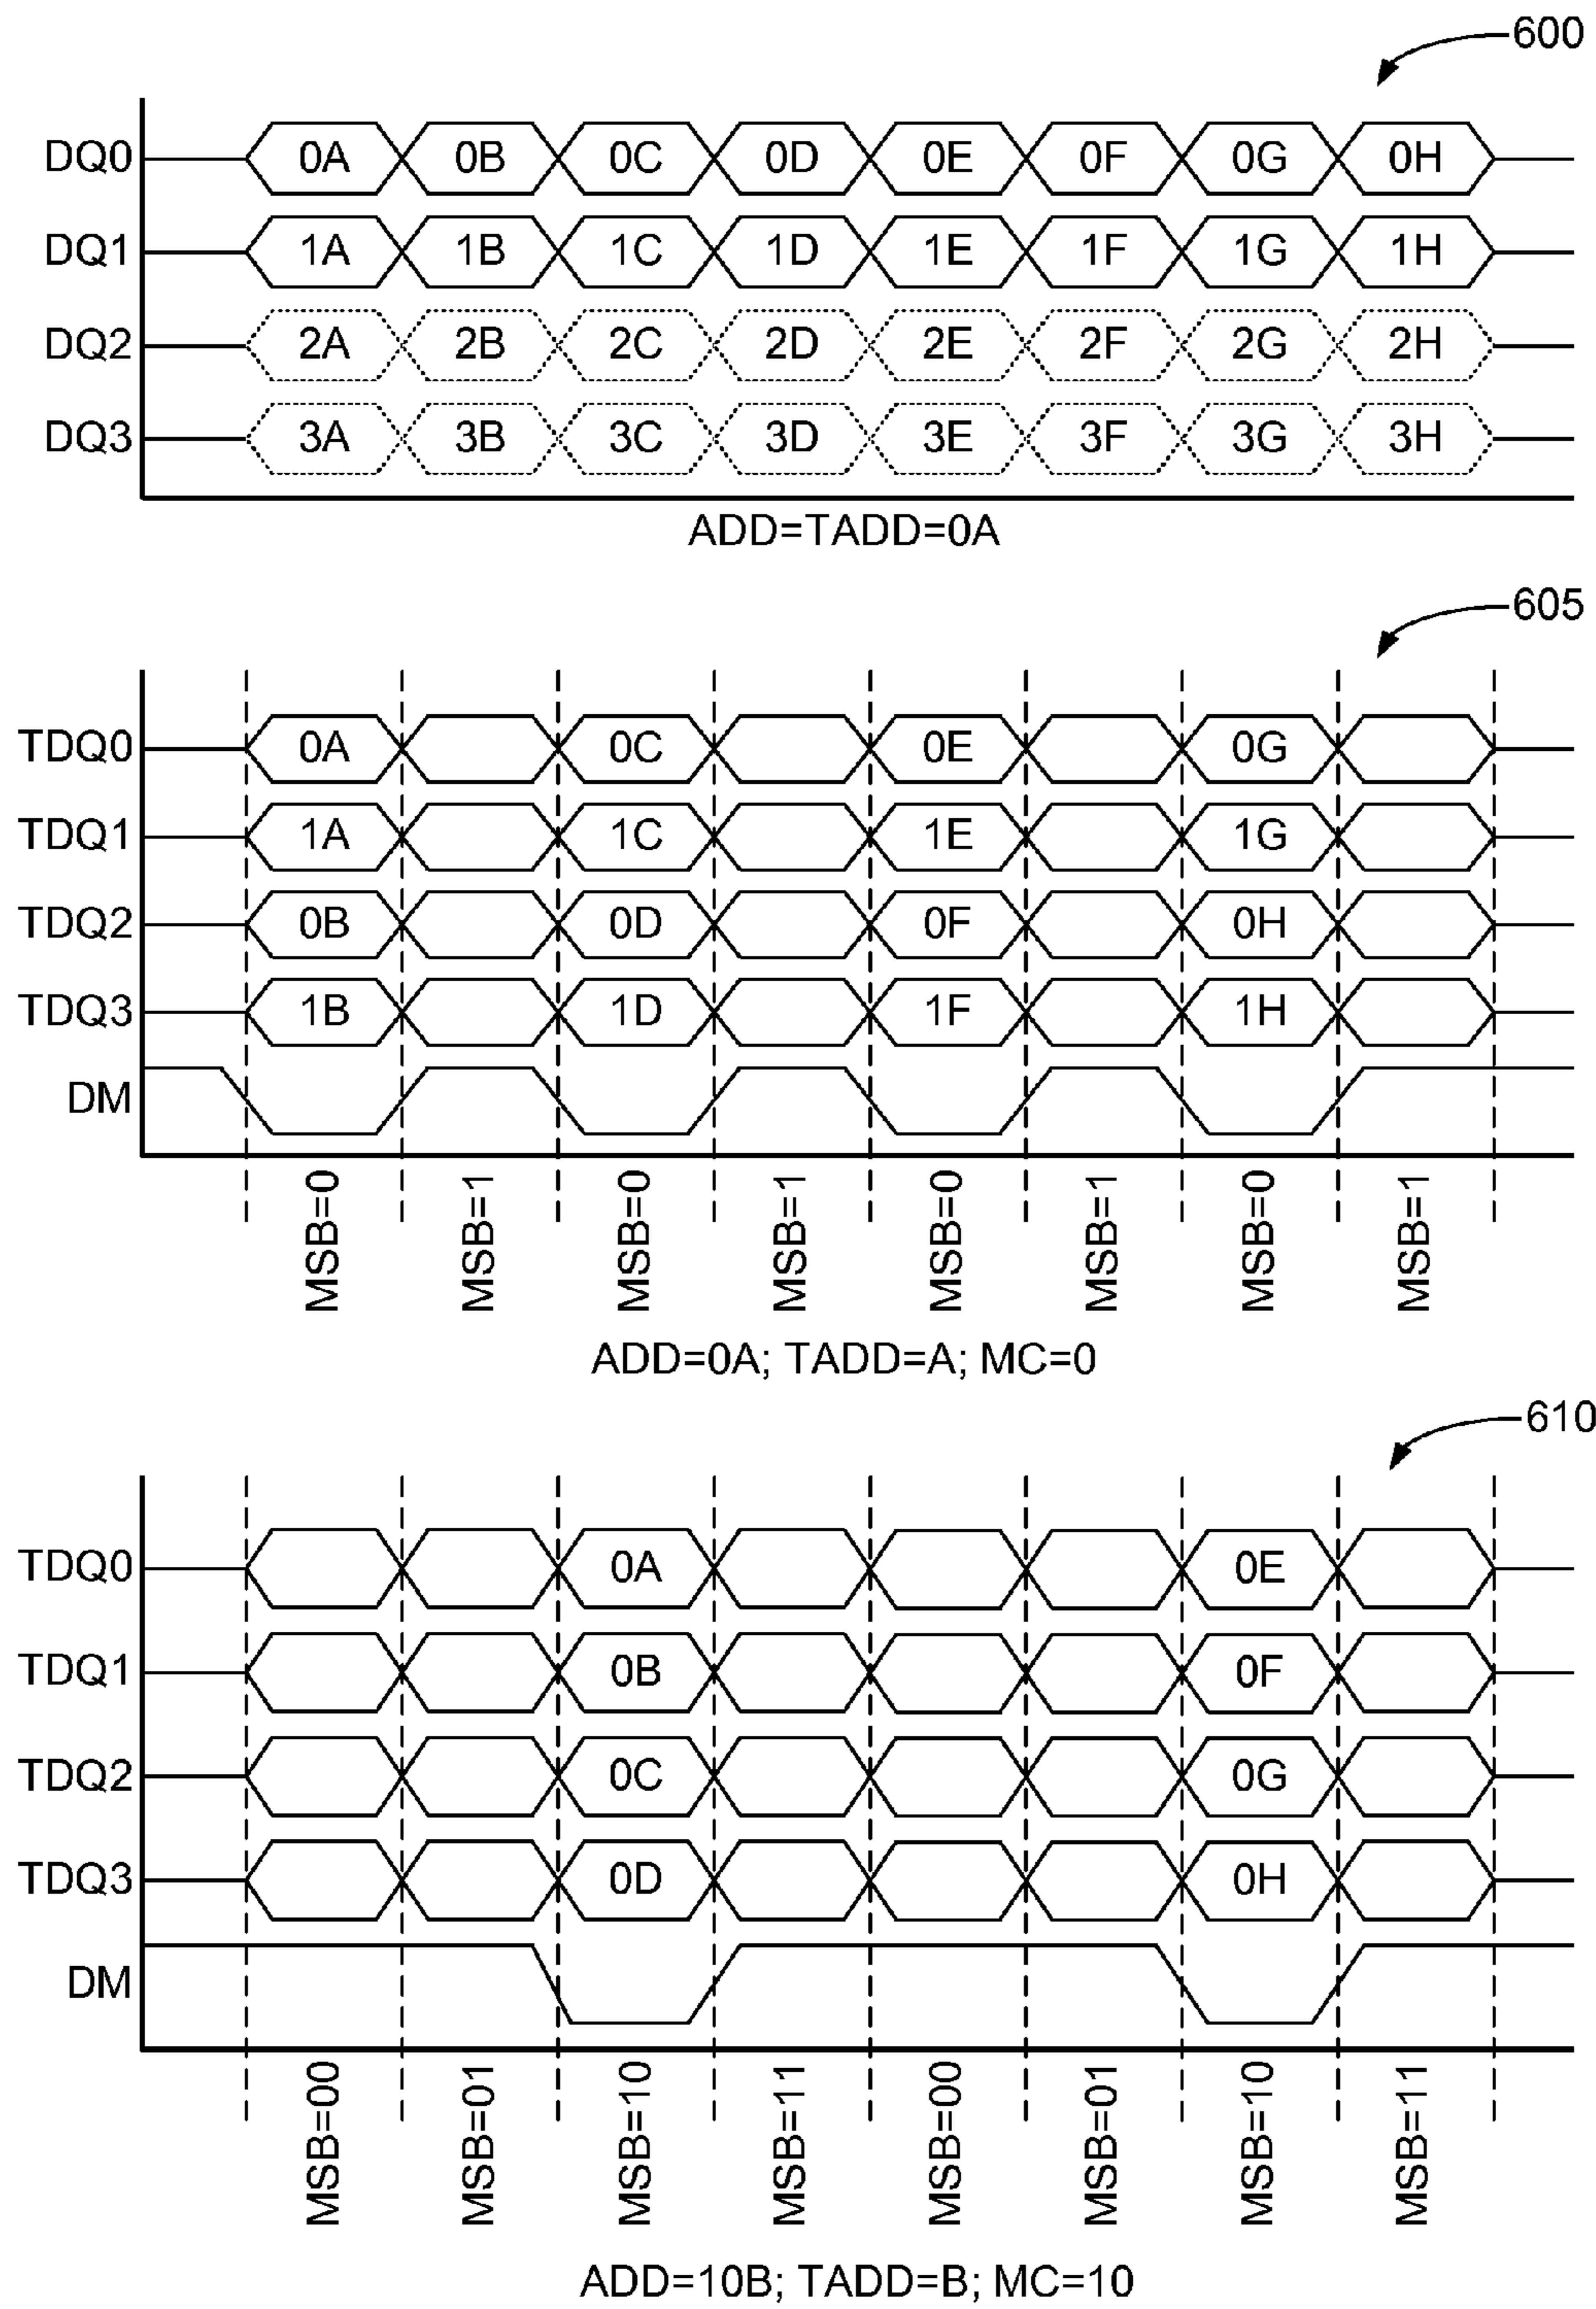 600
DQ0 0A 0B 0C 0D 0E 0F 0G 0H
DQ1 1A 1B 1C 1D 1E 1F 1G 1H
DQ2 2A 2B 2C 2D 2E 2F 2G 2H
DQ3 3A 3B 3C 3D 3E 3F 3G 3H
ADD=TADD=0A
605
TDQ0 0A 0C 0E 0G
TDQ1 1A 1C 1E 1G
TDQ2 0B 0D 0F 0H
TDQ3 1B 1D 1F 1H
DM
MSB=0 MSB=1 MSB=0 MSB=1 MSB=0 MSB=1 MSB=0 MSB=1
ADD=0A; TADD=A; MC=0
610
TDQ0 0A 0E
TDQ1 0B 0F
TDQ2 0C 0G
TDQ3 0D 0H
DM
MSB=00 MSB=01 MSB=10 MSB=11 MSB=00 MSB=01 MSB=10 MSB=11
ADD=10B; TADD=B; MC=10